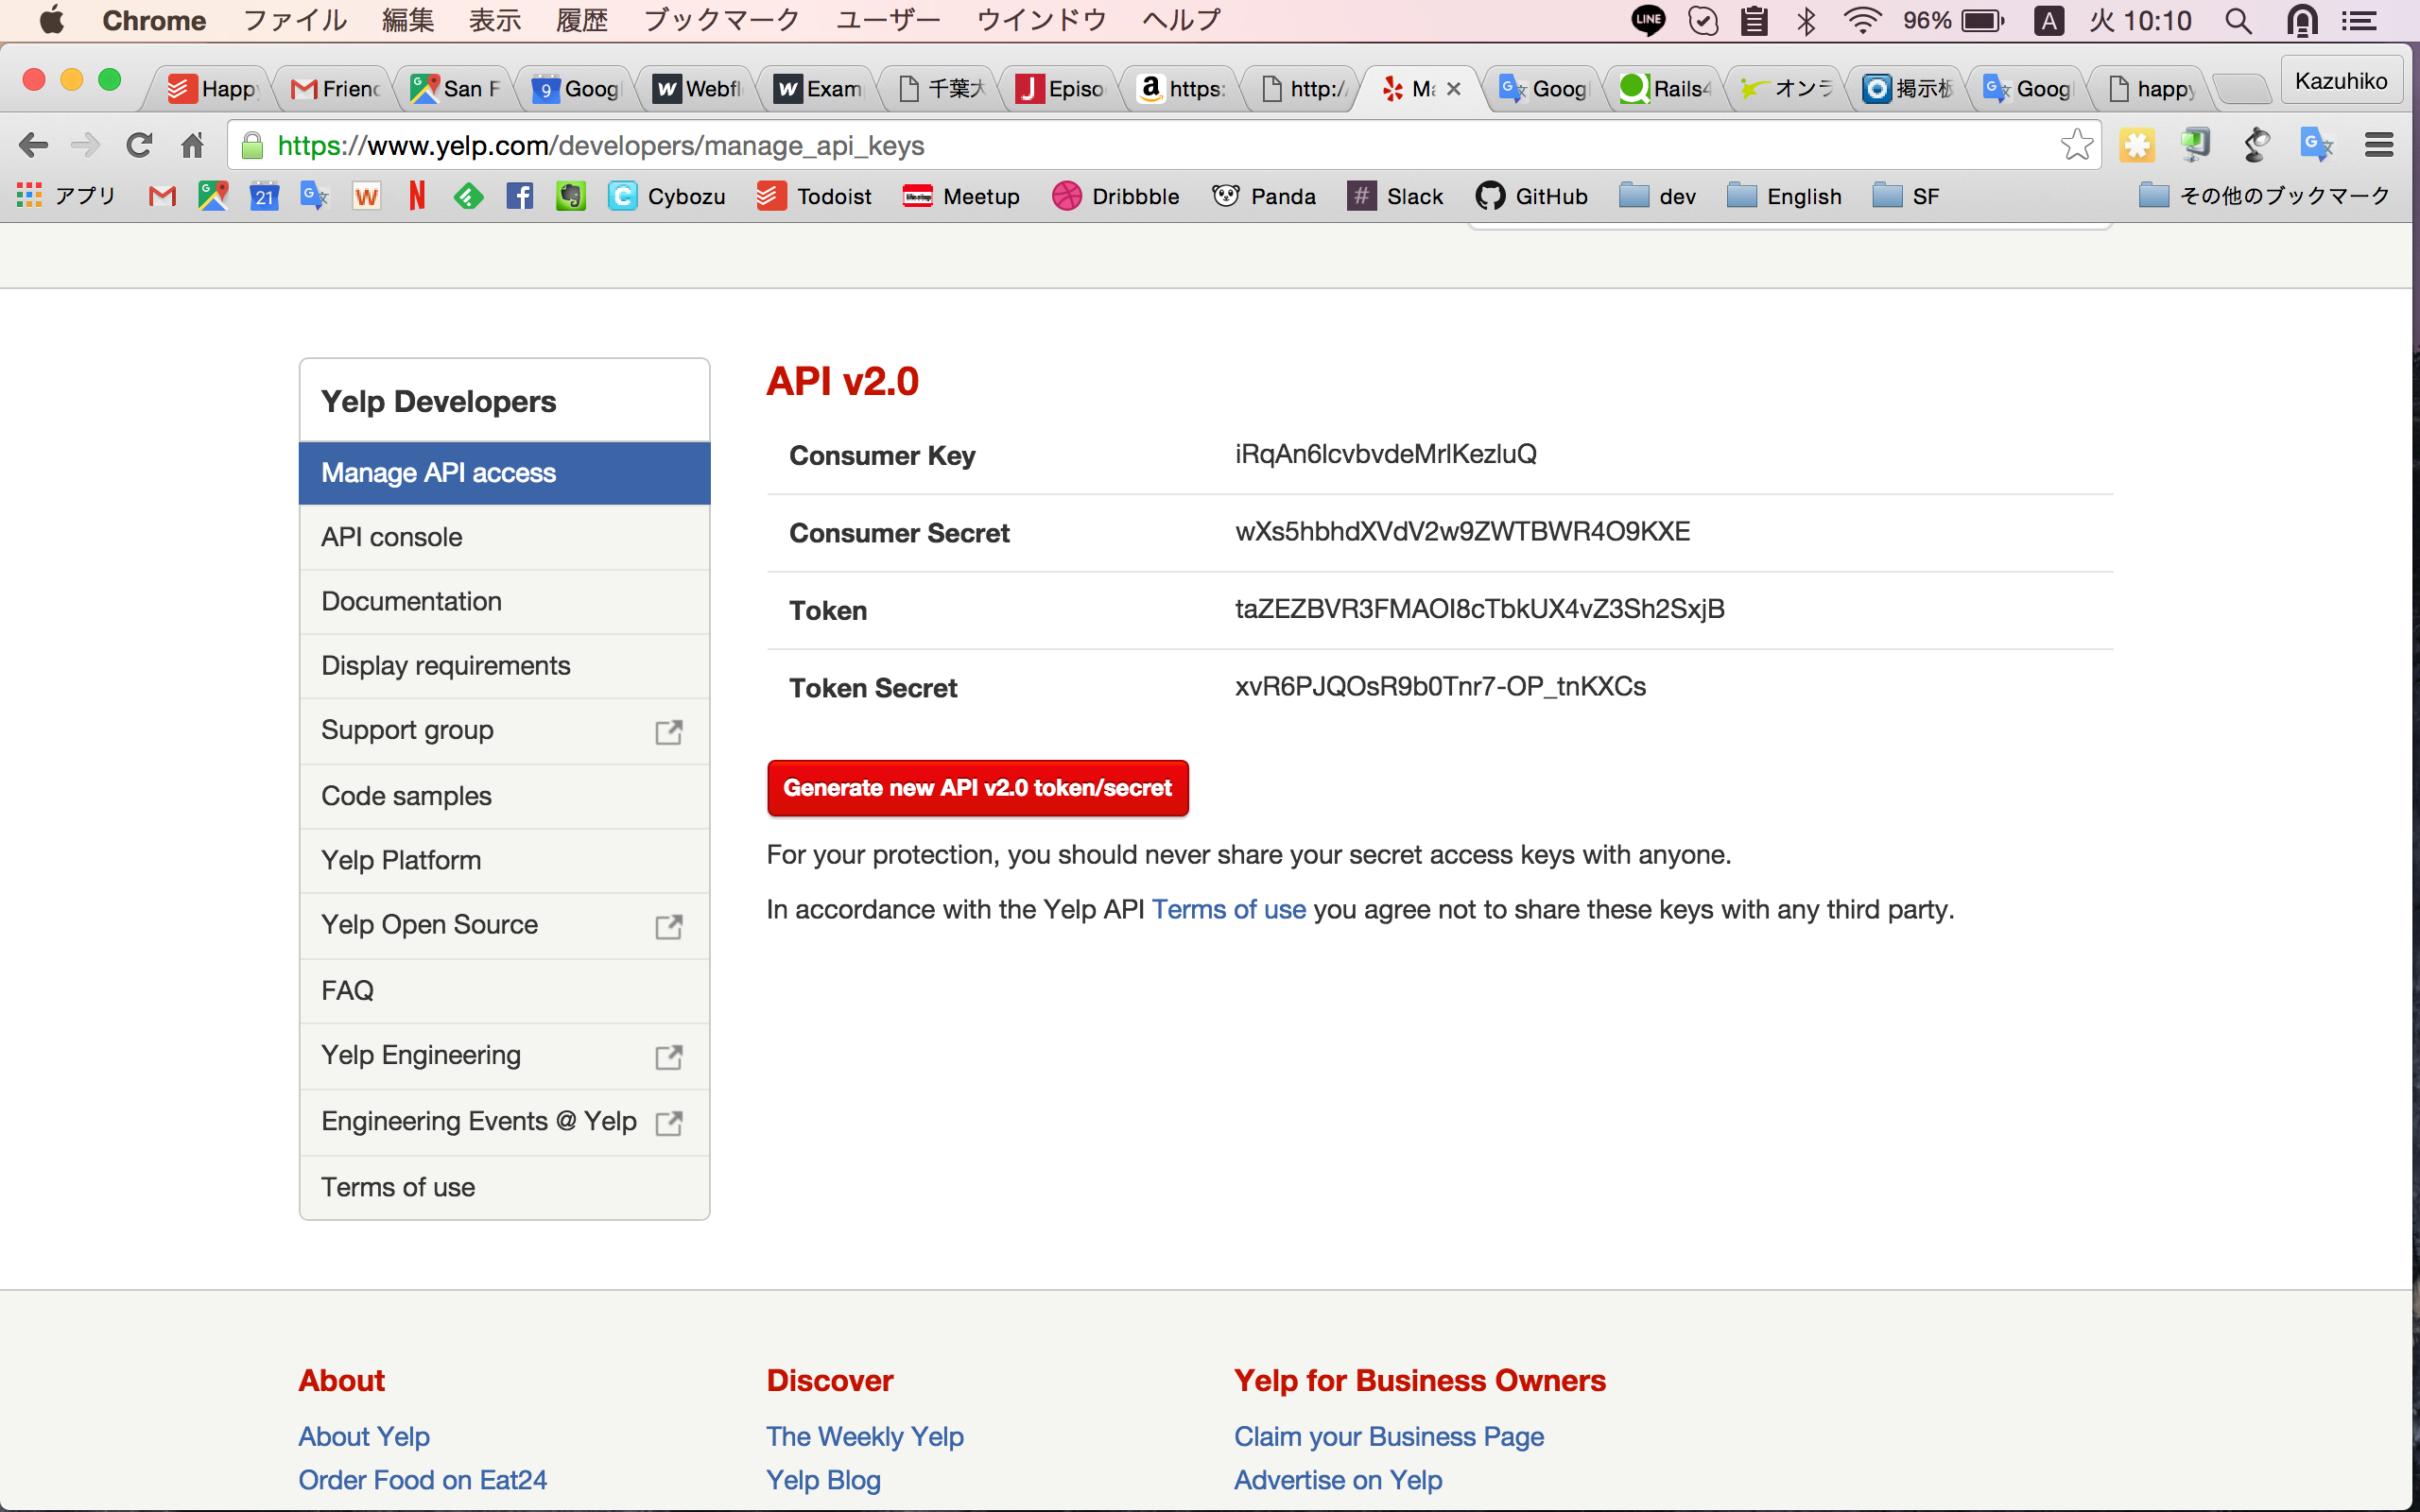 Chrome ファイル 編集 表示 履歴 ブックマーク ユーザー ウインドウ ヘルプ LINE 96% A 火 10:10
Happy Friend San F 9 Googl Webfl Exam 千葉大 Episo https: http:/ Ma Googl Rails4 オンラ 掲示板 Googl happy Kazuhiko
https://www.yelp.com/developers/manage_api_keys
アプリ 21 Cybozu Todoist Meetup Dribbble Panda Slack GitHub dev English SF その他のブックマーク
Yelp Developers
Manage API access
API console
Documentation
Display requirements
Support group
Code samples
Yelp Platform
Yelp Open Source
FAQ
Yelp Engineering
Engineering Events @ Yelp
Terms of use
API v2.0
Consumer Key iRqAn6lcvbvdeMrlKezluQ
Consumer Secret wXs5hbhdXVdV2w9ZWTBWR4O9KXE
Token taZEZBVR3FMAOI8cTbkUX4vZ3Sh2SxjB
Token Secret xvR6PJQOsR9b0Tnr7-OP_tnKXCs
Generate new API v2.0 token/secret
For your protection, you should never share your secret access keys with anyone.
In accordance with the Yelp API Terms of use you agree not to share these keys with any third party.
About
About Yelp
Order Food on Eat24
Discover
The Weekly Yelp
Yelp Blog
Yelp for Business Owners
Claim your Business Page
Advertise on Yelp